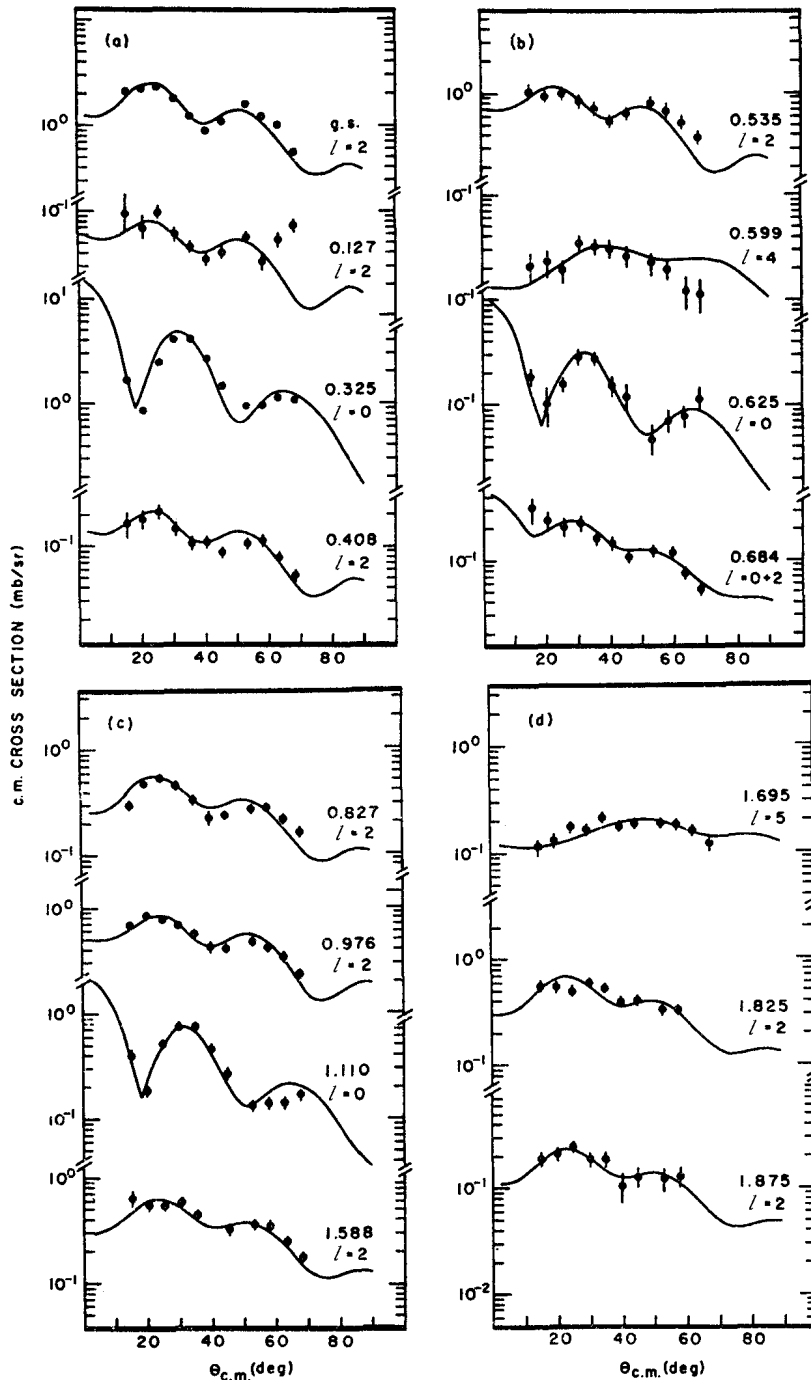 c.m. CROSS SECTION (mb/sr)
(a)
10⁰
g.s.
l = 2
10⁻¹
0.127
l = 2
10¹
10⁰
0.325
l = 0
10⁻¹
0.408
l = 2
20 40 60 80
(b)
10⁰
0.535
l = 2
10⁻¹
0.599
l = 4
10⁻¹
10⁻¹
0.625
l = 0
10⁻¹
0.684
l = 0+2
20 40 60 80
(c)
10⁰
0.827
l = 2
10⁻¹
10⁰
0.976
l = 2
10⁰
1.110
l = 0
10⁻¹
10⁰
1.588
l = 2
10⁻¹
20 40 60 80
θc.m.(deg)
(d)
10⁰
1.695
l = 5
10⁻¹
10⁰
1.825
l = 2
10⁻¹
10⁻¹
1.875
l = 2
10⁻²
20 40 60 80
θc.m.(deg)